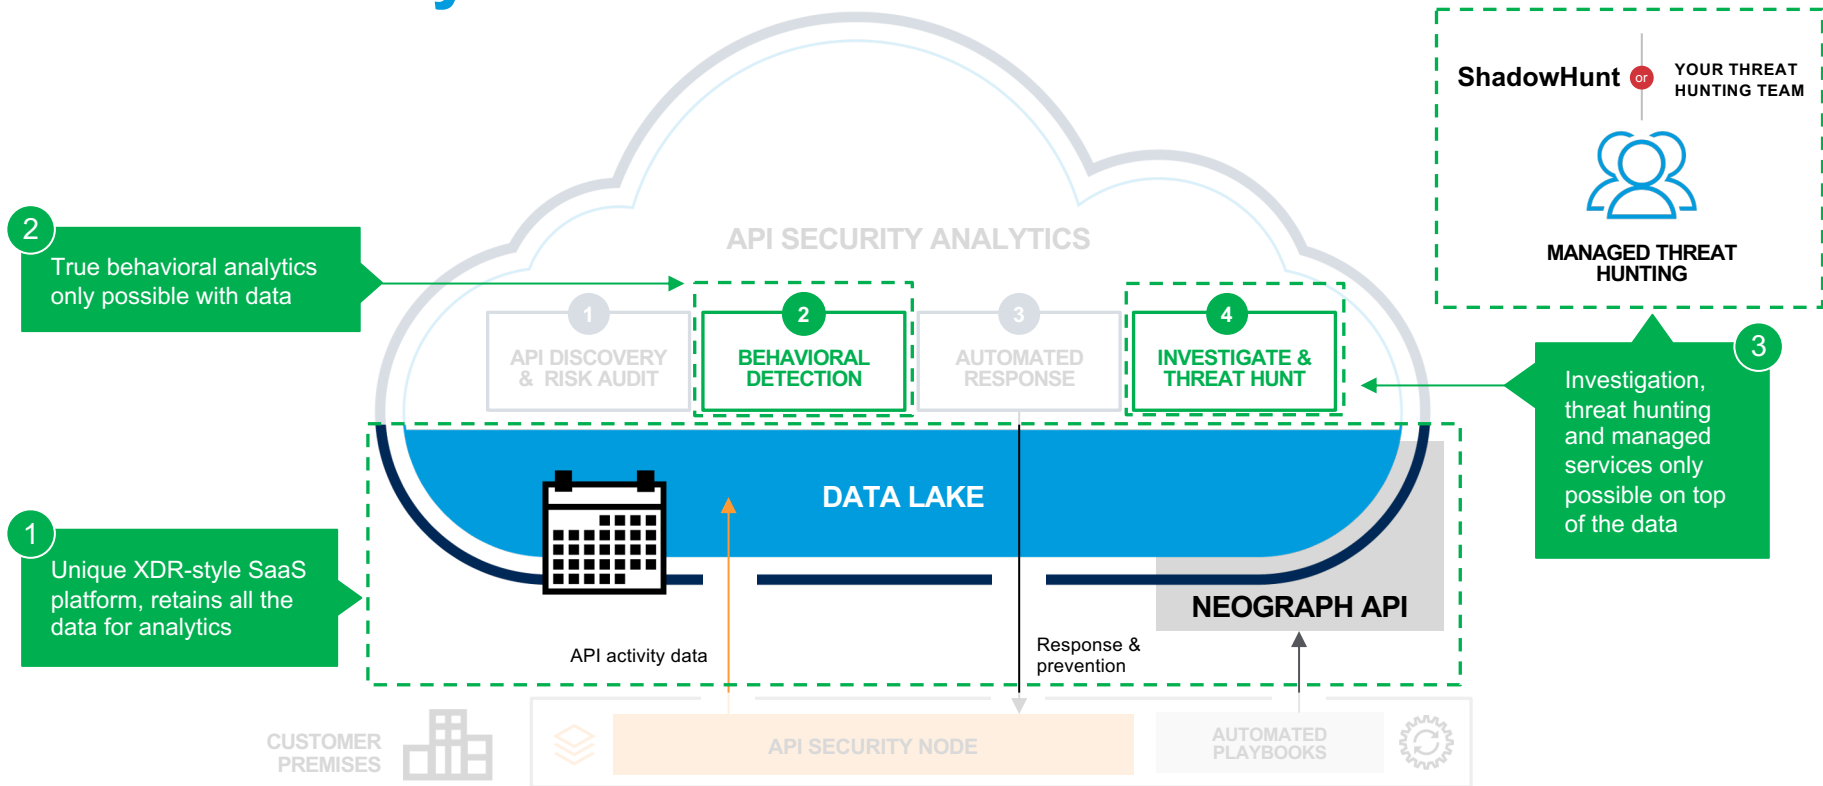 ShadowHunt
or
YOUR THREAT
HUNTING TEAM
MANAGED THREAT
HUNTING
2
True behavioral analytics
only possible with data
API SECURITY ANALYTICS
1
API DISCOVERY
& RISK AUDIT
2
BEHAVIORAL
DETECTION
3
AUTOMATED
RESPONSE
4
INVESTIGATE &
THREAT HUNT
3
Investigation,
threat hunting
and managed
services only
possible on top
of the data
DATA LAKE
1
Unique XDR-style SaaS
platform, retains all the
data for analytics
NEOGRAPH API
API activity data
Response &
prevention
CUSTOMER
PREMISES
API SECURITY NODE
AUTOMATED
PLAYBOOKS